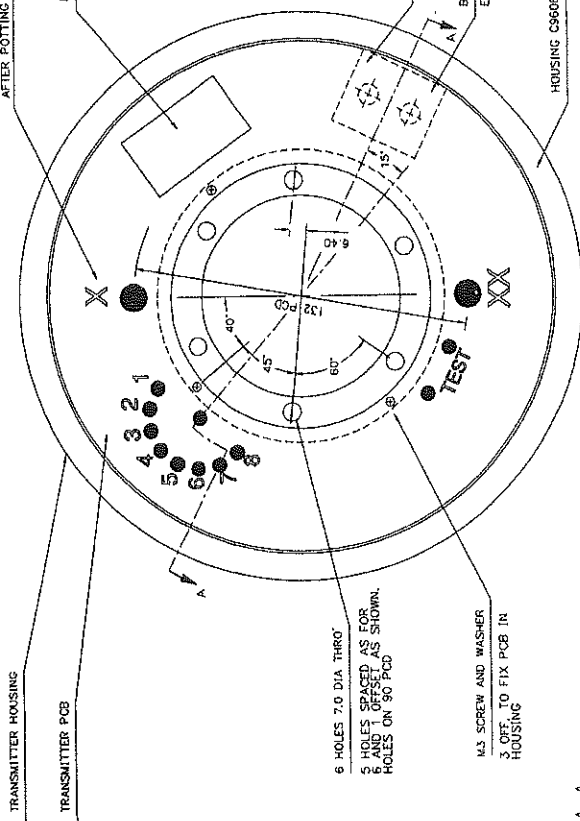 AFTER POTTING
TRANSMITTER HOUSING
TRANSMITTER PCB
X
1
2
3
4
5
6
7
8
A
A
15°
6.40
132 PCD
40°
45°
60°
XX
TEST
6 HOLES 7.0 DIA THRO'
5 HOLES SPACED AS FOR
6 AND 1 OFFSET AS SHOWN.
HOLES ON 90 PCD
M3 SCREW AND WASHER
3 OFF, TO FIX PCB IN
HOUSING
B
E